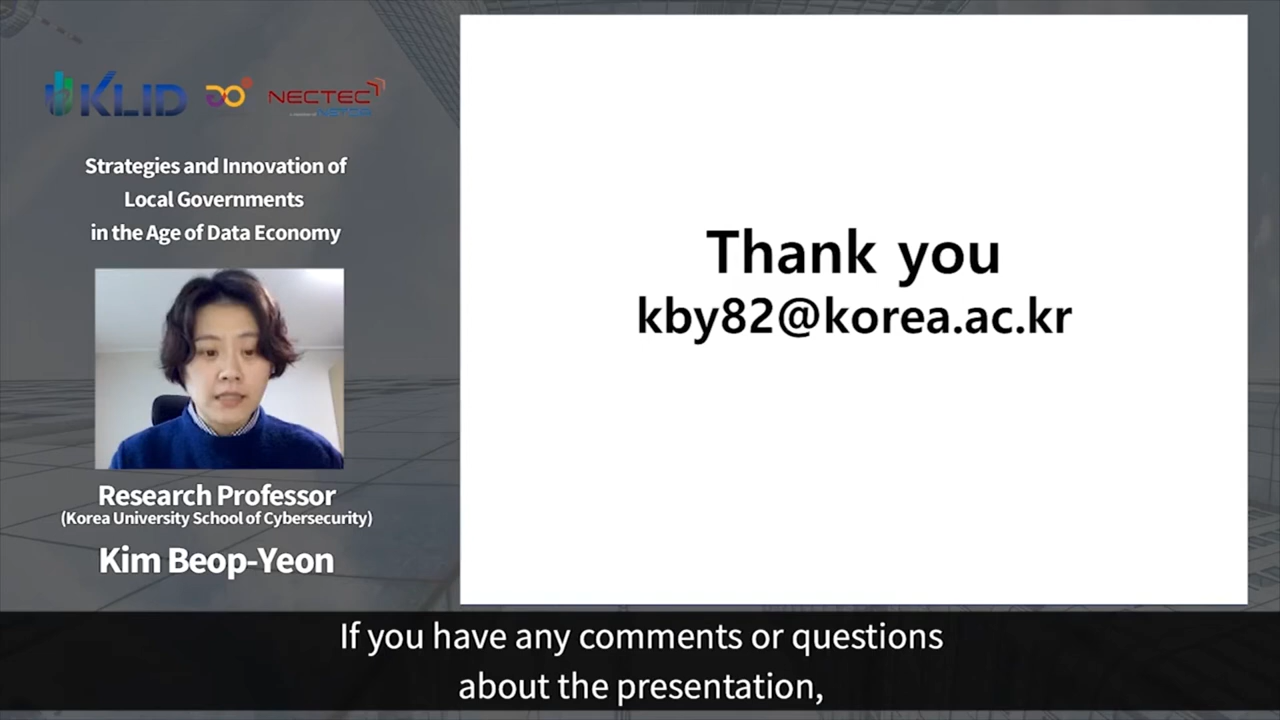 KLID
NECTEC
Strategies and Innovation of
Local Governments
in the Age of Data Economy
Research Professor
(Korea University School of Cybersecurity)
Kim Beop-Yeon
Thank you
kby82@korea.ac.kr
If you have any comments or questions
about the presentation,